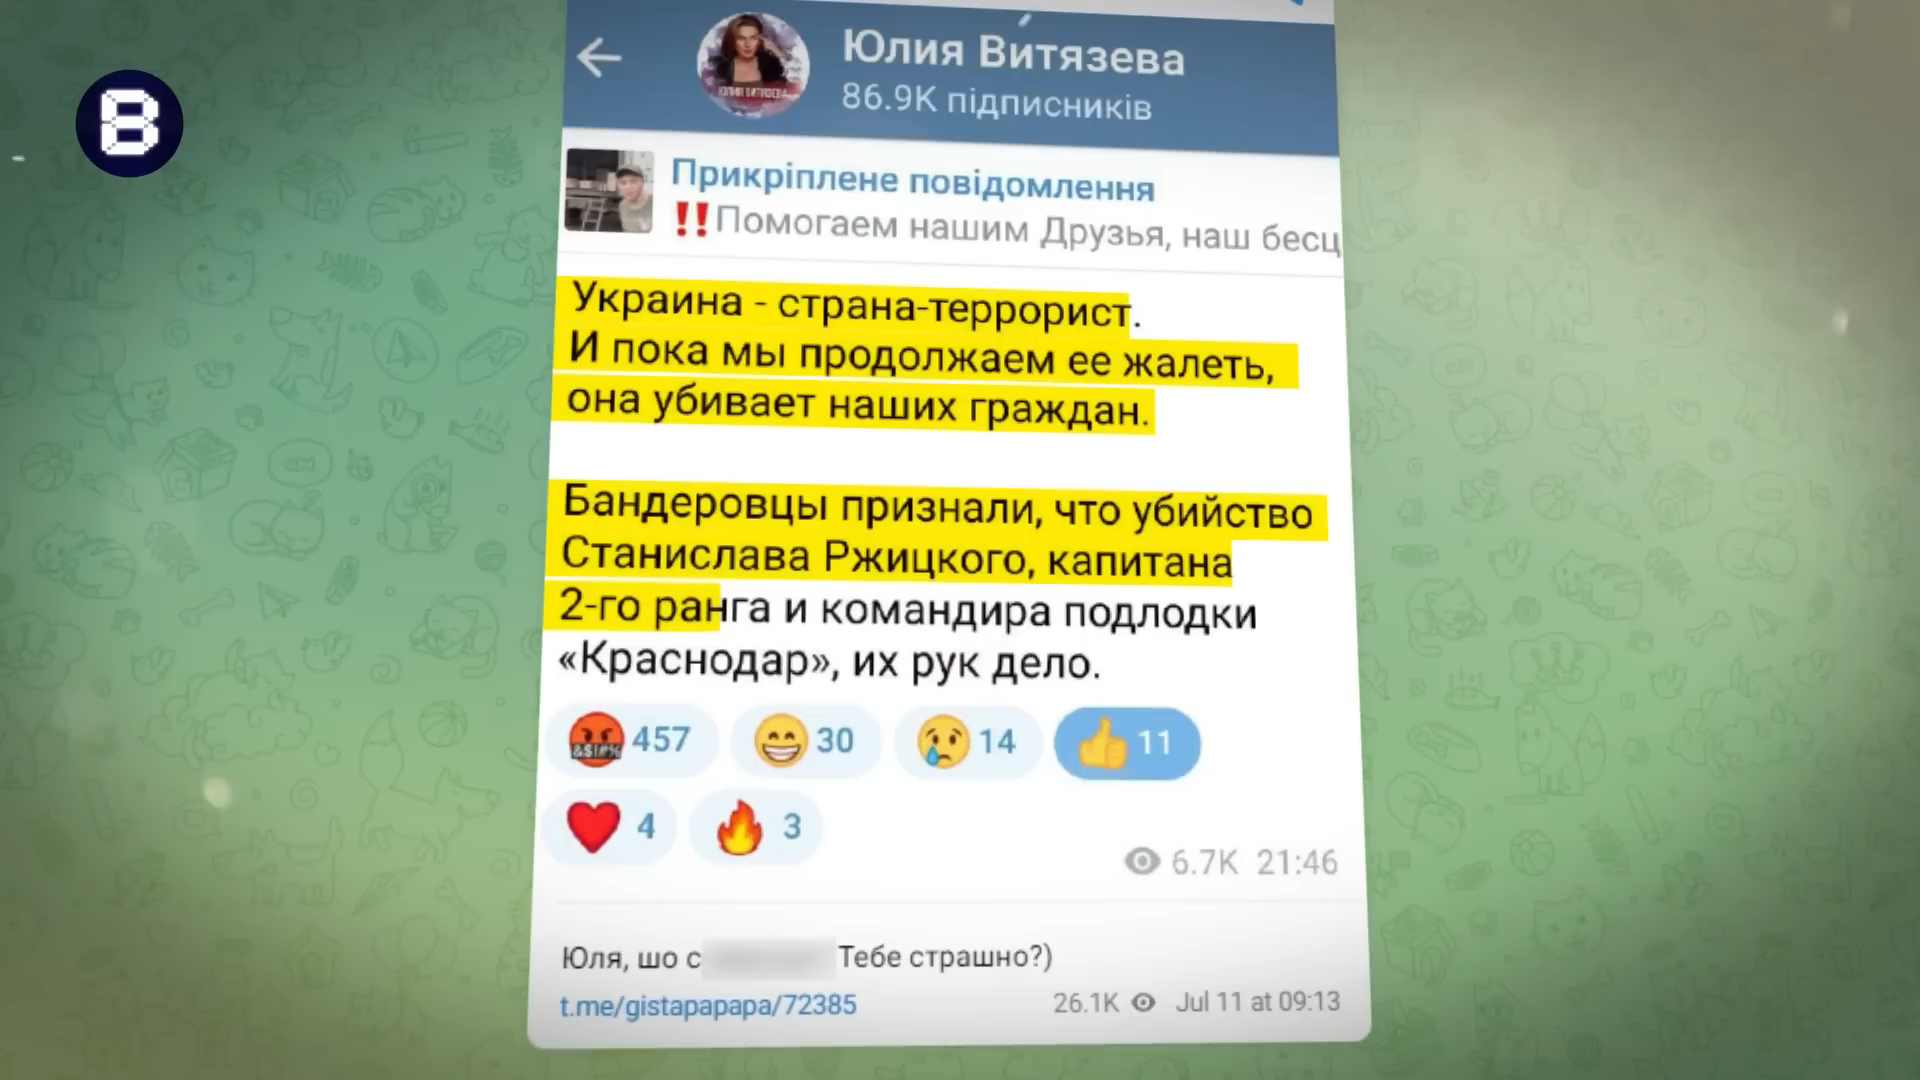 B
Юлия Витязева
86.9K підписників
ЮЛИЯ ВИТЯЗЕВА
Прикріплене повідомлення
‼️Помогаем нашим Друзья, наш бесц
Украина - страна-террорист.
И пока мы продолжаем ее жалеть,
она убивает наших граждан.
Бандеровцы признали, что убийство
Станислава Ржицкого, капитана
2-го ранга и командира подлодки
«Краснодар», их рук дело.
457 30 14 11
4 3
6.7K 21:46
Юля, шо с Тебе страшно?)
t.me/gistapapapa/72385 26.1K Jul 11 at 09:13